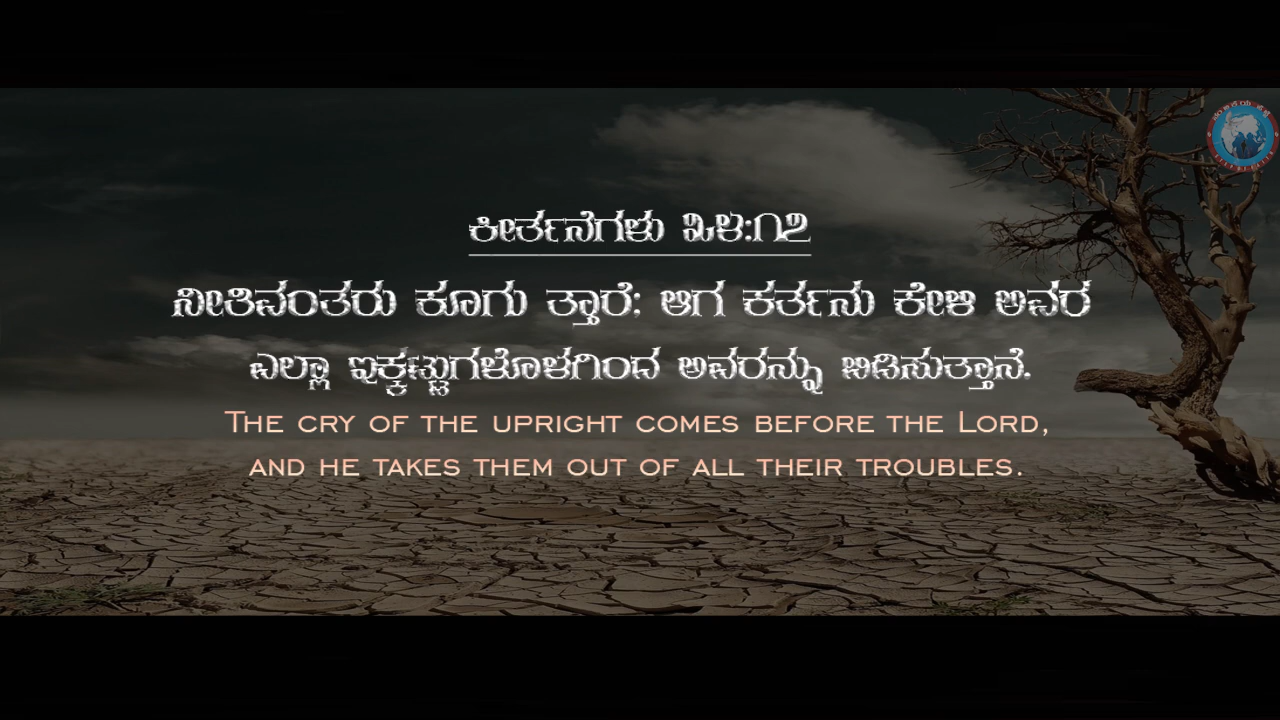 ಕೀರ್ತನೆಗಳು ೩೪:೧೭
ನೀತಿವಂತರು ಕೂಗು ತ್ತಾರೆ; ಆಗ ಕರ್ತನು ಕೇಳಿ ಅವರ
ಎಲ್ಲಾ ಇಕ್ಕಟ್ಟುಗಳೊಳಗಿಂದ ಅವರನ್ನು ಬಿಡಿಸುತ್ತಾನೆ.
The cry of the upright comes before the Lord,
and he takes them out of all their troubles.